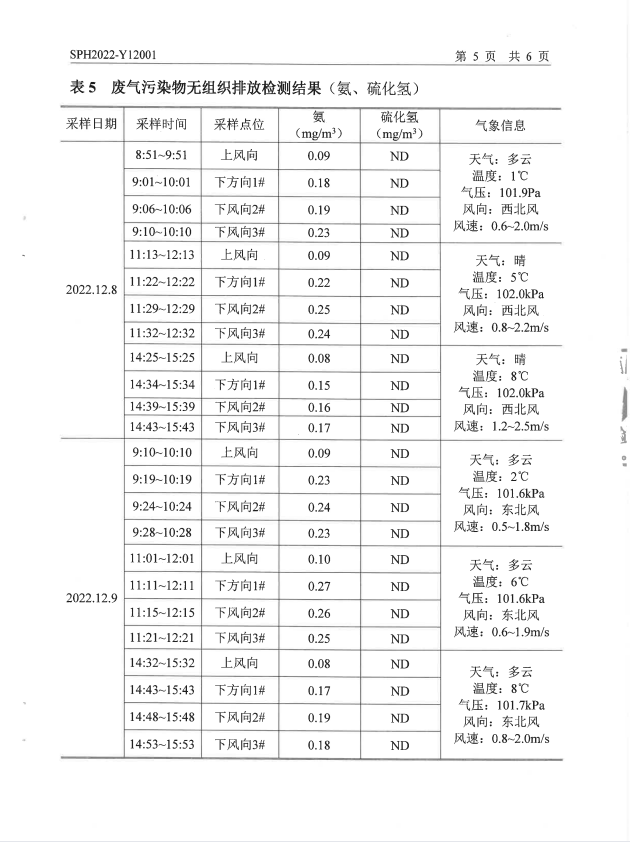 SPH2022-Y12001 第 5 页 共 6 页
表 5 废气污染物无组织排放检测结果（氨、硫化氢）
采样日期 采样时间 采样点位 氨（mg/m³） 硫化氢（mg/m³） 气象信息
2022.12.8
8:51~9:51 上风向 0.09 ND
9:01~10:01 下方向1# 0.18 ND
9:06~10:06 下风向2# 0.19 ND
9:10~10:10 下风向3# 0.23 ND
天气：多云
温度：1℃
气压：101.9Pa
风向：西北风
风速：0.6~2.0m/s
11:13~12:13 上风向 0.09 ND
11:22~12:22 下方向1# 0.22 ND
11:29~12:29 下风向2# 0.25 ND
11:32~12:32 下风向3# 0.24 ND
天气：晴
温度：5℃
气压：102.0kPa
风向：西北风
风速：0.8~2.2m/s
14:25~15:25 上风向 0.08 ND
14:34~15:34 下方向1# 0.15 ND
14:39~15:39 下风向2# 0.16 ND
14:43~15:43 下风向3# 0.17 ND
天气：晴
温度：8℃
气压：102.0kPa
风向：西北风
风速：1.2~2.5m/s
2022.12.9
9:10~10:10 上风向 0.09 ND
9:19~10:19 下方向1# 0.23 ND
9:24~10:24 下风向2# 0.24 ND
9:28~10:28 下风向3# 0.23 ND
天气：多云
温度：2℃
气压：101.6kPa
风向：东北风
风速：0.5~1.8m/s
11:01~12:01 上风向 0.10 ND
11:11~12:11 下方向1# 0.27 ND
11:15~12:15 下风向2# 0.26 ND
11:21~12:21 下风向3# 0.25 ND
天气：多云
温度：6℃
气压：101.6kPa
风向：东北风
风速：0.6~1.9m/s
14:32~15:32 上风向 0.08 ND
14:43~15:43 下方向1# 0.17 ND
14:48~15:48 下风向2# 0.19 ND
14:53~15:53 下风向3# 0.18 ND
天气：多云
温度：8℃
气压：101.7kPa
风向：东北风
风速：0.8~2.0m/s